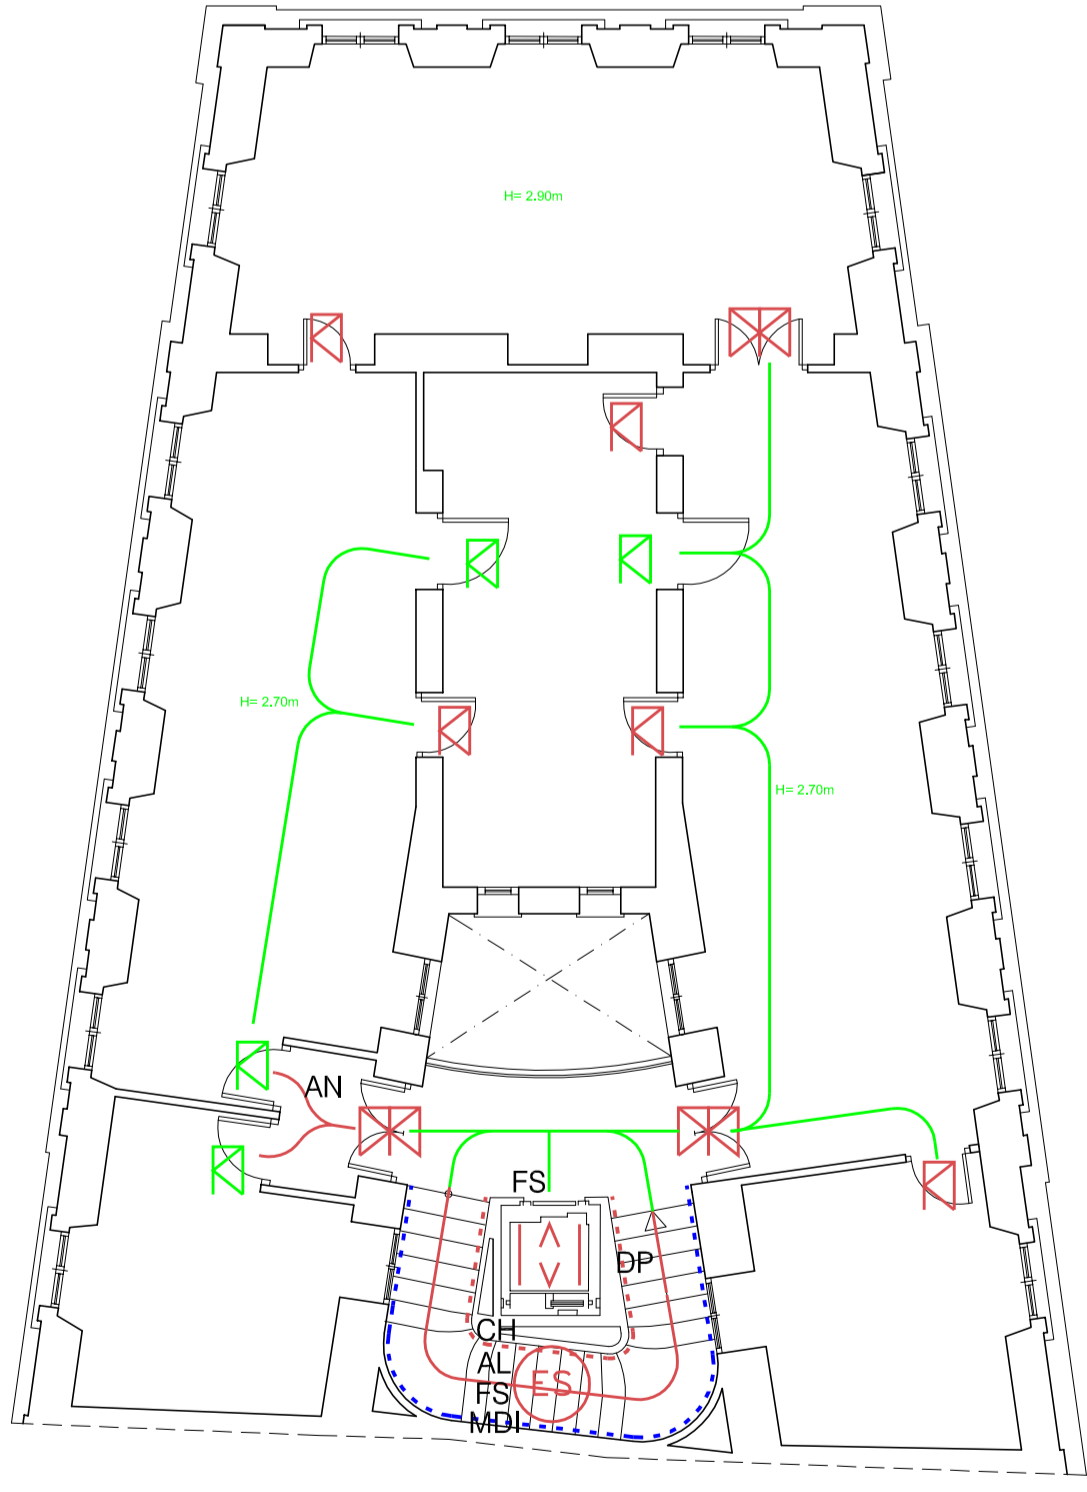 H= 2.90m
H= 2.70m
H= 2.70m
AN
FS
DP
CH
AL
ES
FS
MDI